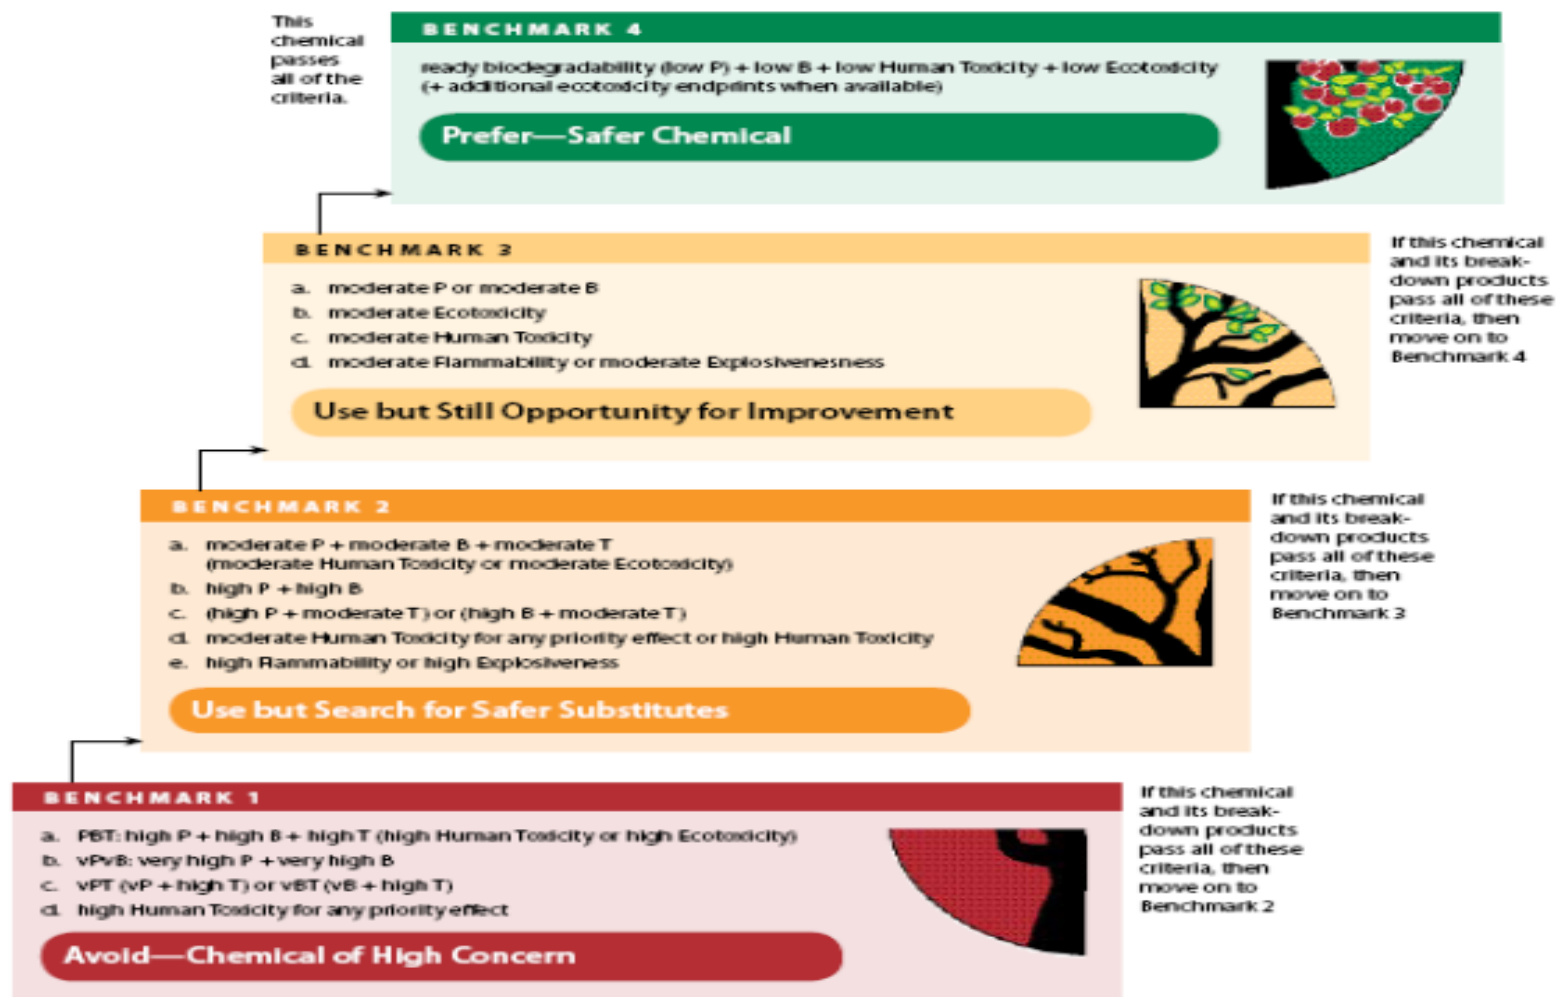 This
chemical
passes
all of the
criteria.
BENCHMARK 4
ready biodegradability (low P) + low B + low Human Toxicity + low Ecotoxicity
(+ additional ecotoxicity endprints when available)
Prefer—Safer Chemical
BENCHMARK 3
a. moderate P or moderate B
b. moderate Ecotoxicity
c. moderate Human Toxicity
d. moderate Flammability or moderate Explosivenesness
Use but Still Opportunity for Improvement
If this chemical
and its break-
down products
pass all of these
criteria, then
move on to
Benchmark 4
BENCHMARK 2
a. moderate P + moderate B + moderate T
(moderate Human Toxicity or moderate Ecotoxicity)
b. high P + high B
c. (high P + moderate T) or (high B + moderate T)
d. moderate Human Toxicity for any priority effect or high Human Toxicity
e. high Flammability or high Explosiveness
Use but Search for Safer Substitutes
If this chemical
and its break-
down products
pass all of these
criteria, then
move on to
Benchmark 3
BENCHMARK 1
a. PBT: high P + high B + high T (high Human Toxicity or high Ecotoxicity)
b. vPvB: very high P + very high B
c. vPT (vP + high T) or vBT (vB + high T)
d. high Human Toxicity for any priority effect
Avoid—Chemical of High Concern
If this chemical
and its break-
down products
pass all of these
criteria, then
move on to
Benchmark 2